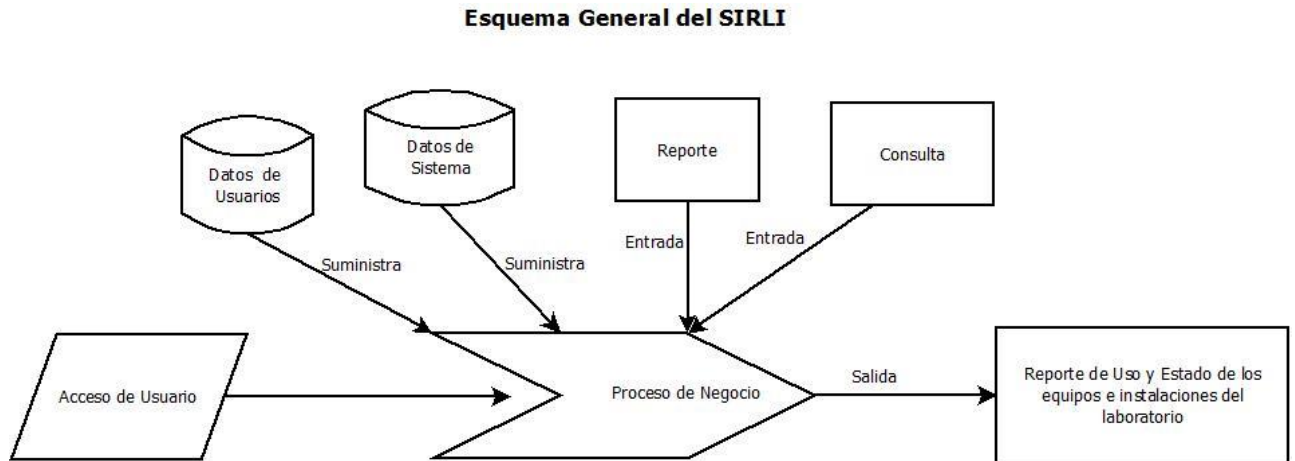 Esquema General del SIRLI
Datos de
Usuarios
Datos de
Sistema
Reporte
Consulta
Suministra
Suministra
Entrada
Entrada
Acceso de Usuario
Proceso de Negocio
Salida
Reporte de Uso y Estado de los
equipos e instalaciones del
laboratorio